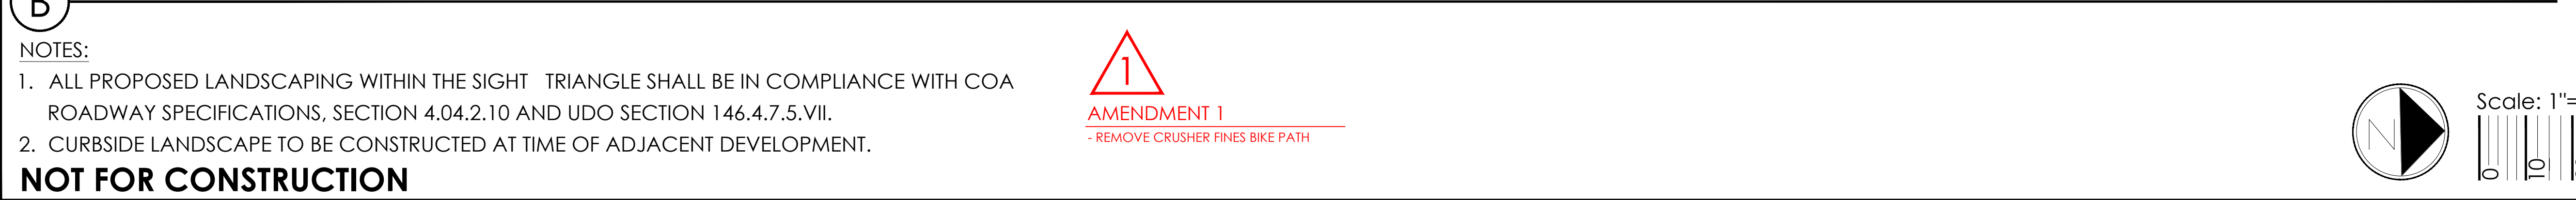 B
NOTES:
1. ALL PROPOSED LANDSCAPING WITHIN THE SIGHT TRIANGLE SHALL BE IN COMPLIANCE WITH COA
ROADWAY SPECIFICATIONS, SECTION 4.04.2.10 AND UDO SECTION 146.4.7.5.VII.
2. CURBSIDE LANDSCAPE TO BE CONSTRUCTED AT TIME OF ADJACENT DEVELOPMENT.
NOT FOR CONSTRUCTION
1
AMENDMENT 1
- REMOVE CRUSHER FINES BIKE PATH
N
Scale: 1"=
0
10